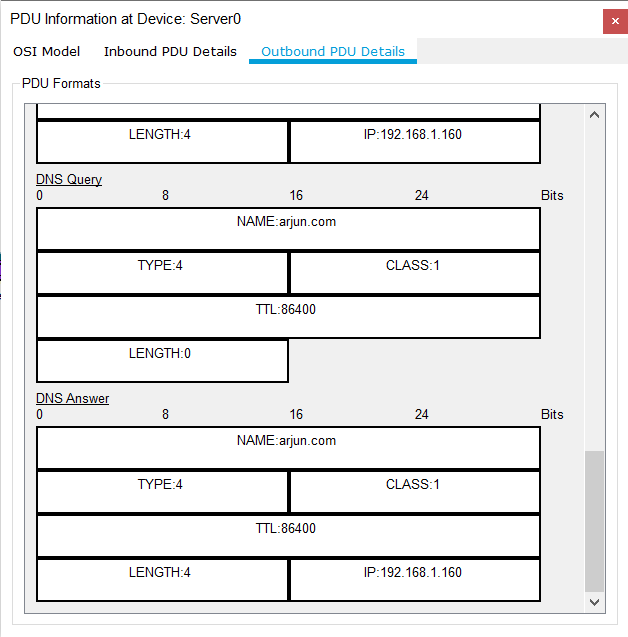 PDU Information at Device: Server0
OSI Model Inbound PDU Details Outbound PDU Details
PDU Formats
LENGTH:4 IP:192.168.1.160
DNS Query
0 8 16 24 Bits
NAME:arjun.com
TYPE:4 CLASS:1
TTL:86400
LENGTH:0
DNS Answer
0 8 16 24 Bits
NAME:arjun.com
TYPE:4 CLASS:1
TTL:86400
LENGTH:4 IP:192.168.1.160